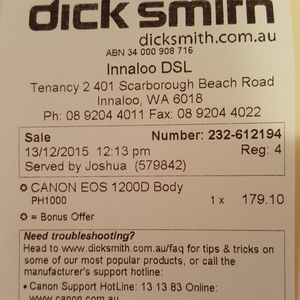 dick smith
dicksmith.com.au
ABN 34 000 908 716
Innaloo DSL
Tenancy 2 401 Scarborough Beach Road
Innaloo, WA 6018
Ph: 08 9204 4011 Fax: 08 9204 4022
Sale Number: 232-612194
13/12/2015 12:13 pm Reg: 4
Served by Joshua (579842)
✪ CANON EOS 1200D Body
PH1000 1 x 179.10
✪ = Bonus Offer
Need troubleshooting?
Head to www.dicksmith.com.au/faq for tips & tricks on
some of our most popular products, or call the
manufacturer's support hotline:
• Canon Support HotLine: 13 13 83 Online:
www.canon.com.au